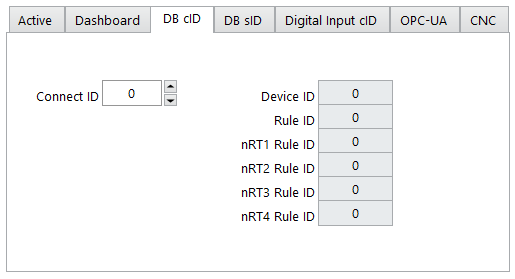 Active Dashboard DB cID DB sID Digital Input cID OPC-UA CNC
Connect ID 0
Device ID 0
Rule ID 0
nRT1 Rule ID 0
nRT2 Rule ID 0
nRT3 Rule ID 0
nRT4 Rule ID 0